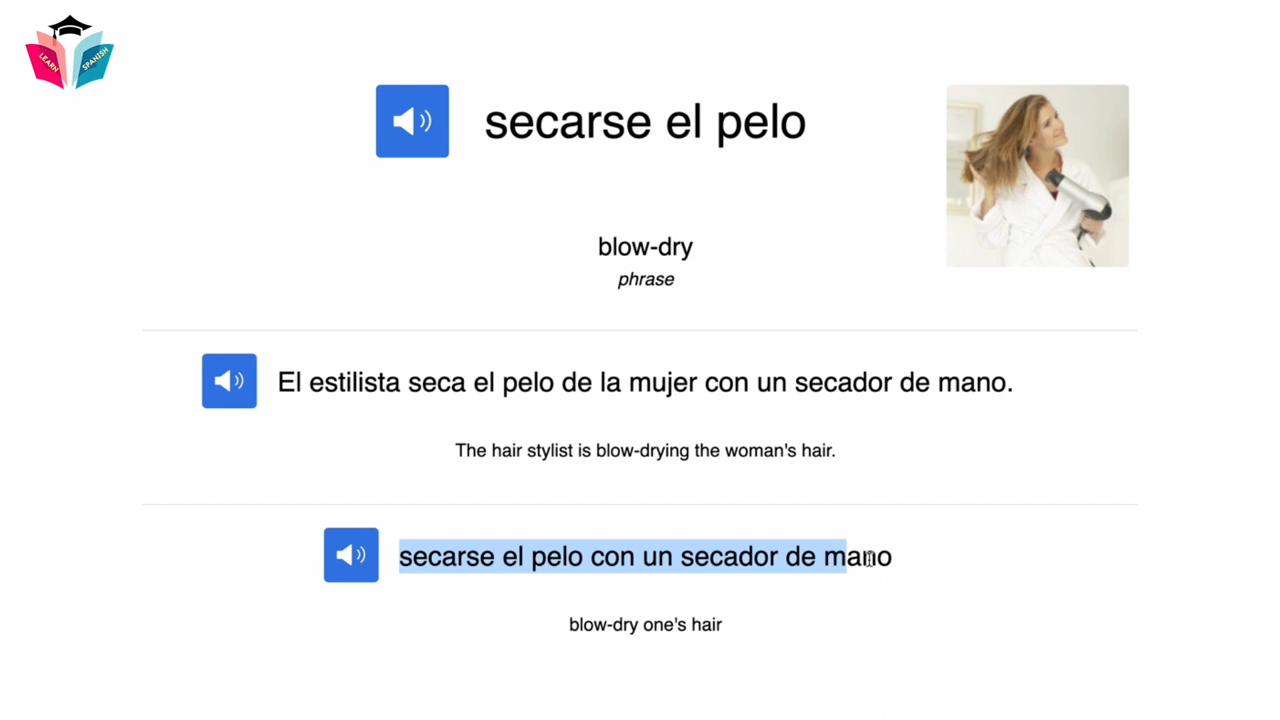 LEARN SPANISH
secarse el pelo
blow-dry
phrase
El estilista seca el pelo de la mujer con un secador de mano.
The hair stylist is blow-drying the woman's hair.
secarse el pelo con un secador de mano
blow-dry one's hair